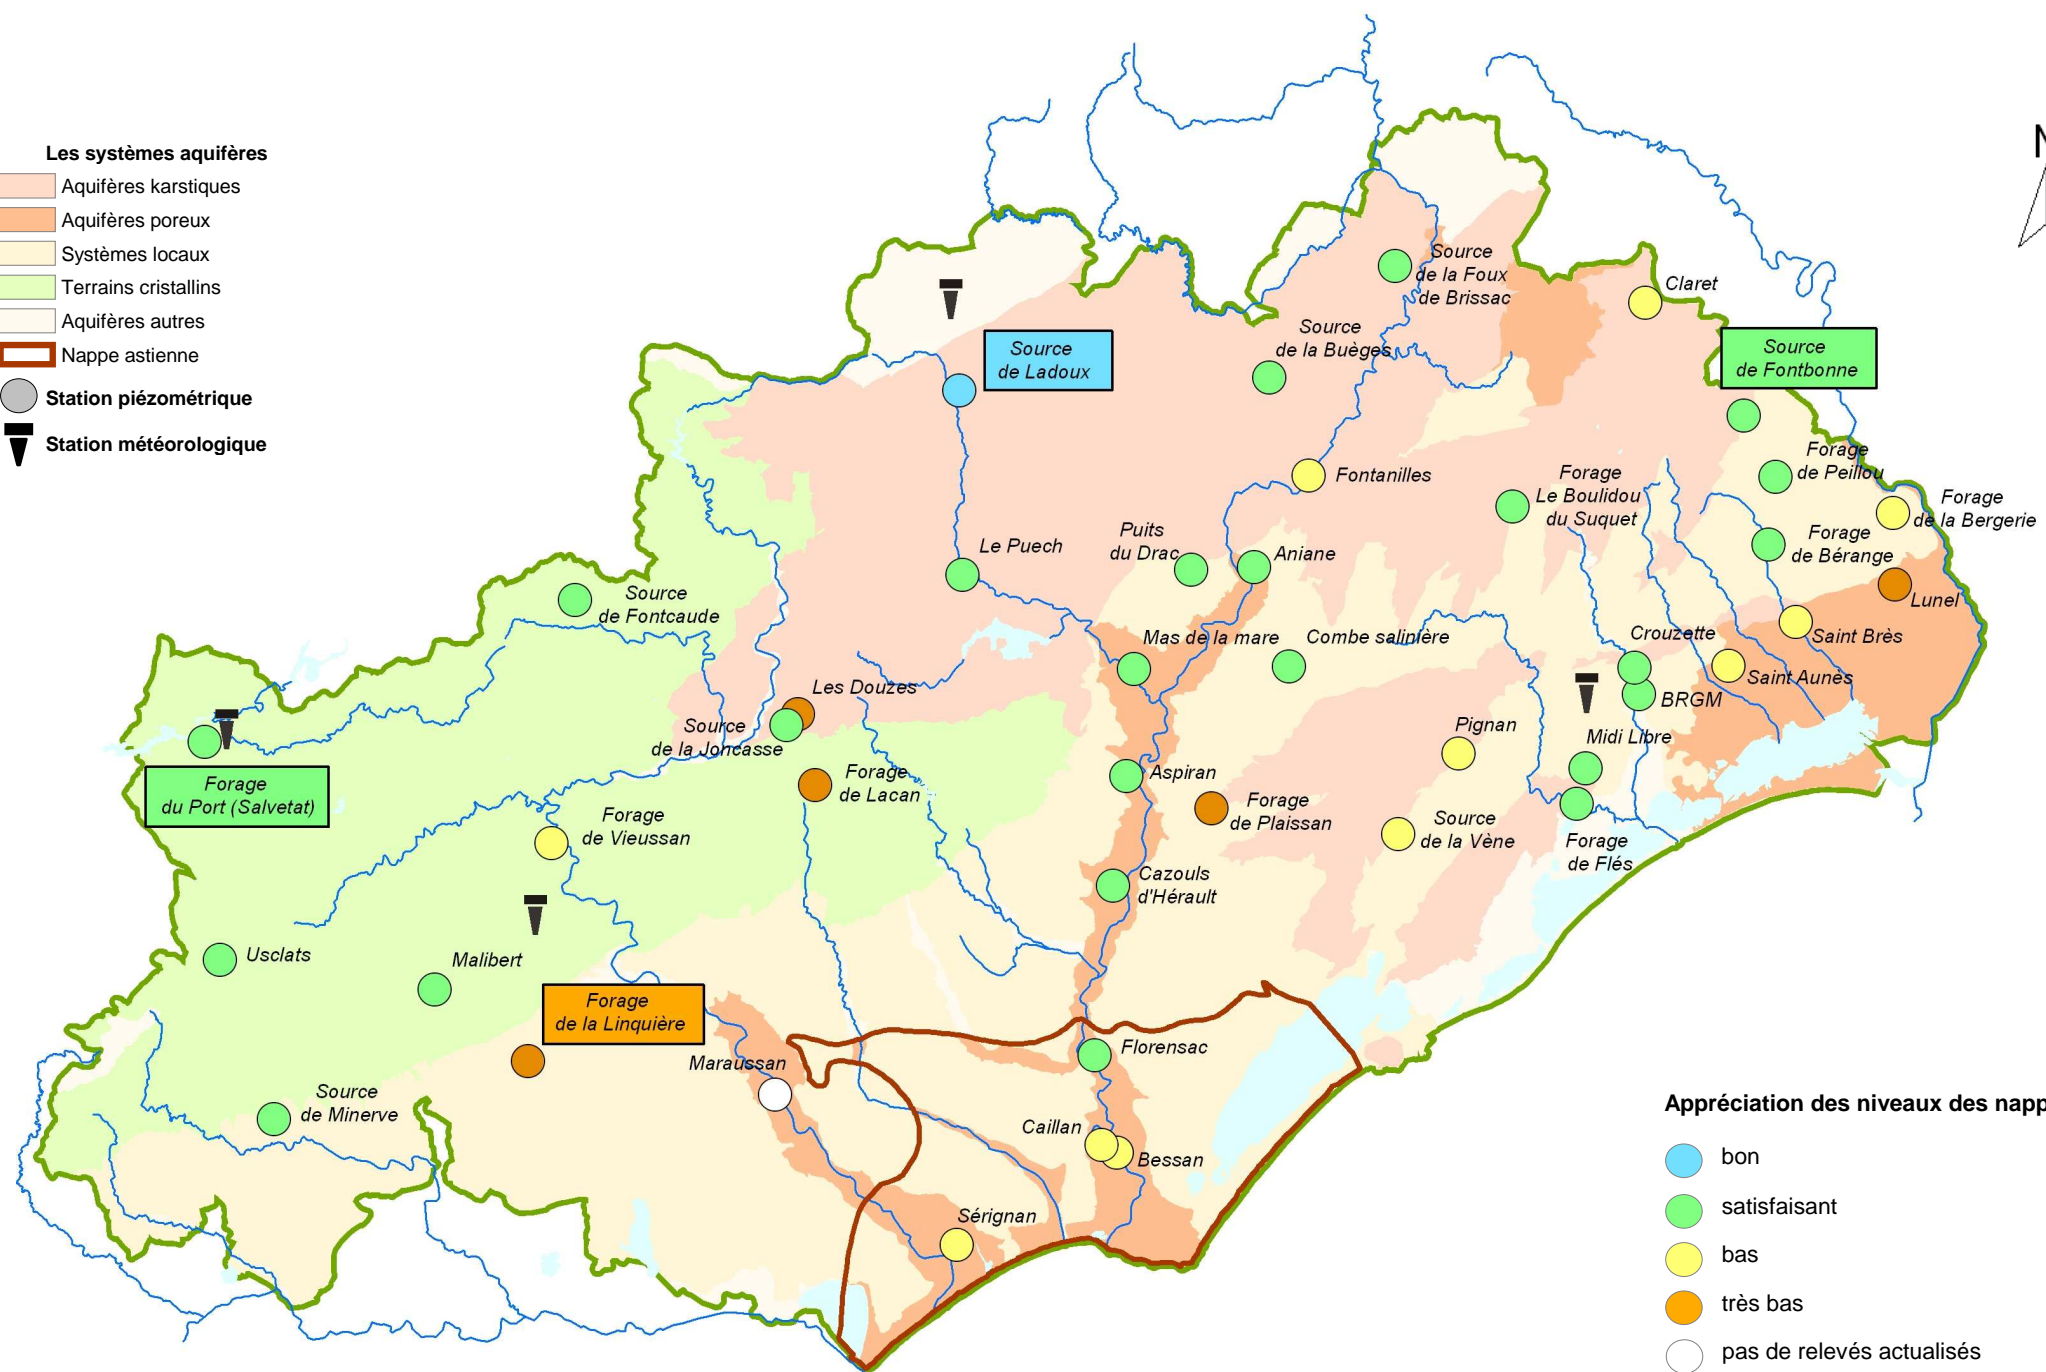 Les systèmes aquifères
Aquifères karstiques
Aquifères poreux
Systèmes locaux
Terrains cristallins
Aquifères autres
Nappe astienne
Station piézométrique
Station météorologique
N
Source
de la Foux
de Brissac
Claret
Source
de Ladoux
Source
de la Buèges
Source
de Fontbonne
Fontanilles
Forage
Le Boulidou
du Suquet
Forage
de Peillou
Forage
de la Bergerie
Forage
de Bérange
Le Puech
Puits
du Drac
Aniane
Source
de Fontcaude
Lunel
Mas de la mare
Combe salinière
Crouzette
Saint Brès
Saint Aunès
BRGM
Les Douzes
Source
de la Joncasse
Pignan
Midi Libre
Forage
du Port (Salvetat)
Forage
de Lacan
Aspiran
Forage
de Plaissan
Forage
de Vieussan
Source
de la Vène
Forage
de Flés
Cazouls
d'Hérault
Usclats
Malibert
Forage
de la Linquière
Maraussan
Florensac
Source
de Minerve
Caillan
Bessan
Sérignan
Appréciation des niveaux des napp
bon
satisfaisant
bas
très bas
pas de relevés actualisés